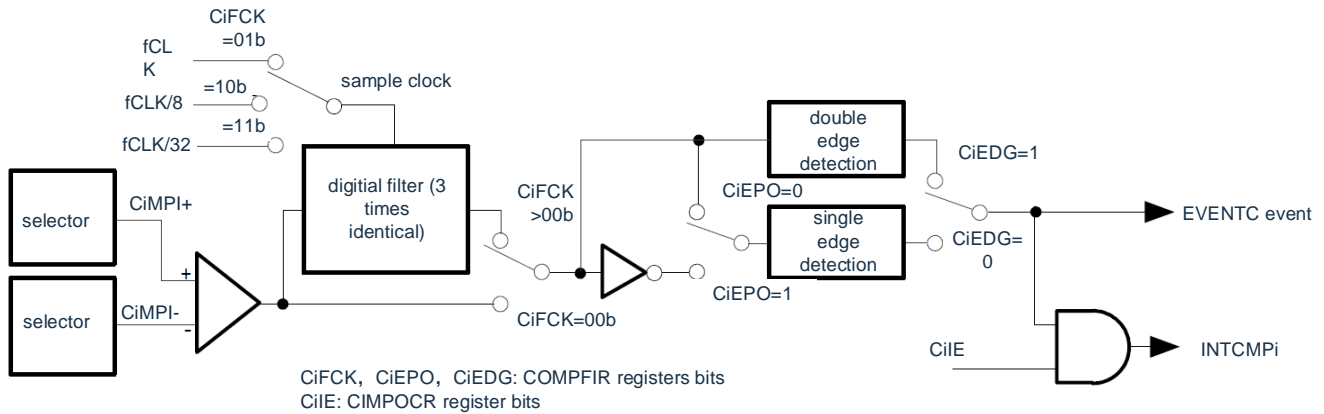 CiFCK
=01b
fCL
K
sample clock
=10b
fCLK/8
=11b
fCLK/32
double
edge
detection
CiEDG=1
digitial filter (3
times
identical)
CiFCK
>00b
CiEPO=0
selector
CiMPI+
single
edge
detection
EVENTC event
CiEDG=
0
+
CiEPO=1
selector
CiMPI-
-
CiFCK=00b
CiIE
INTCMPi
CiFCK, CiEPO, CiEDG: COMPFIR registers bits
CiIE: CIMPOCR register bits